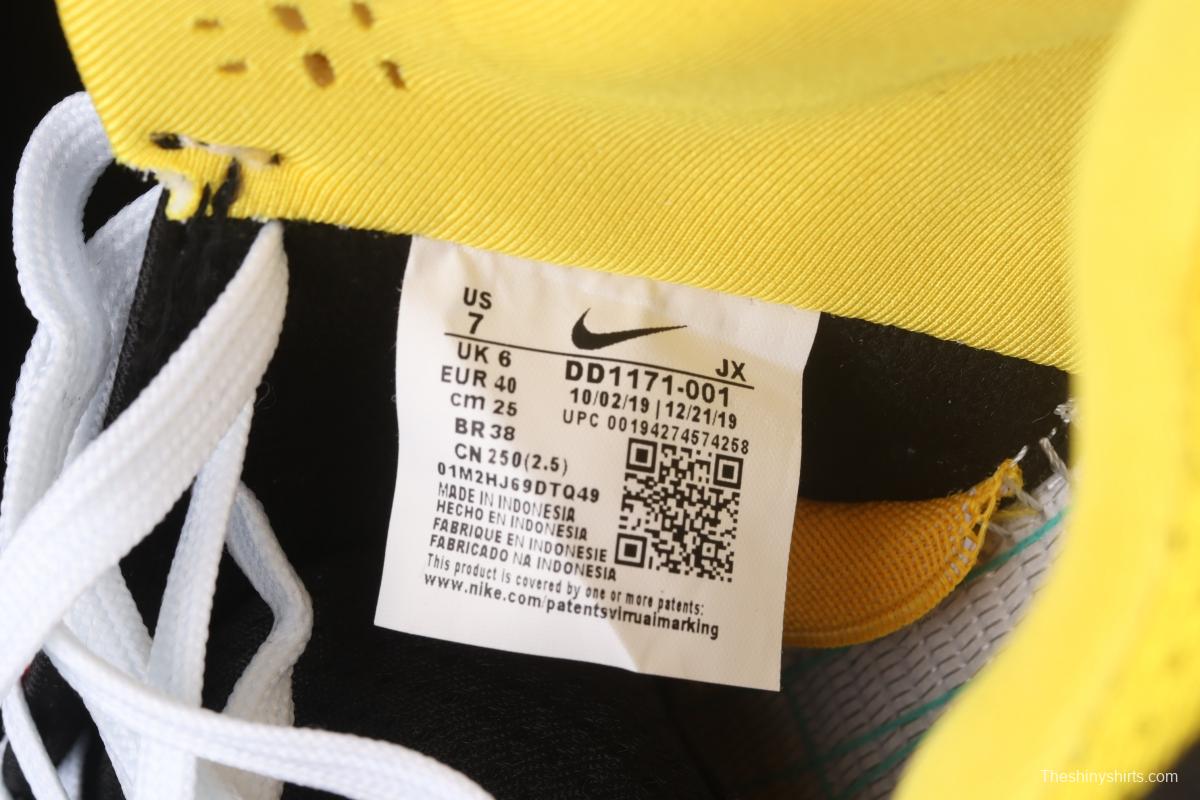 US
7
UK 6
EUR 40
cm 25
BR 38
CN 250(2.5)
JX
DD1171-001
10/02/19 | 12/21/19
UPC 00194274574258
01M2HJ69DTQ49
MADE IN INDONESIA
HECHO EN INDONESIA
FABRIQUE EN INDONESIE
FABRICADO NA INDONESIA
This product is covered by one or more patents:
www.nike.com/patentsvirruaimarking
Theshinyshirts.com